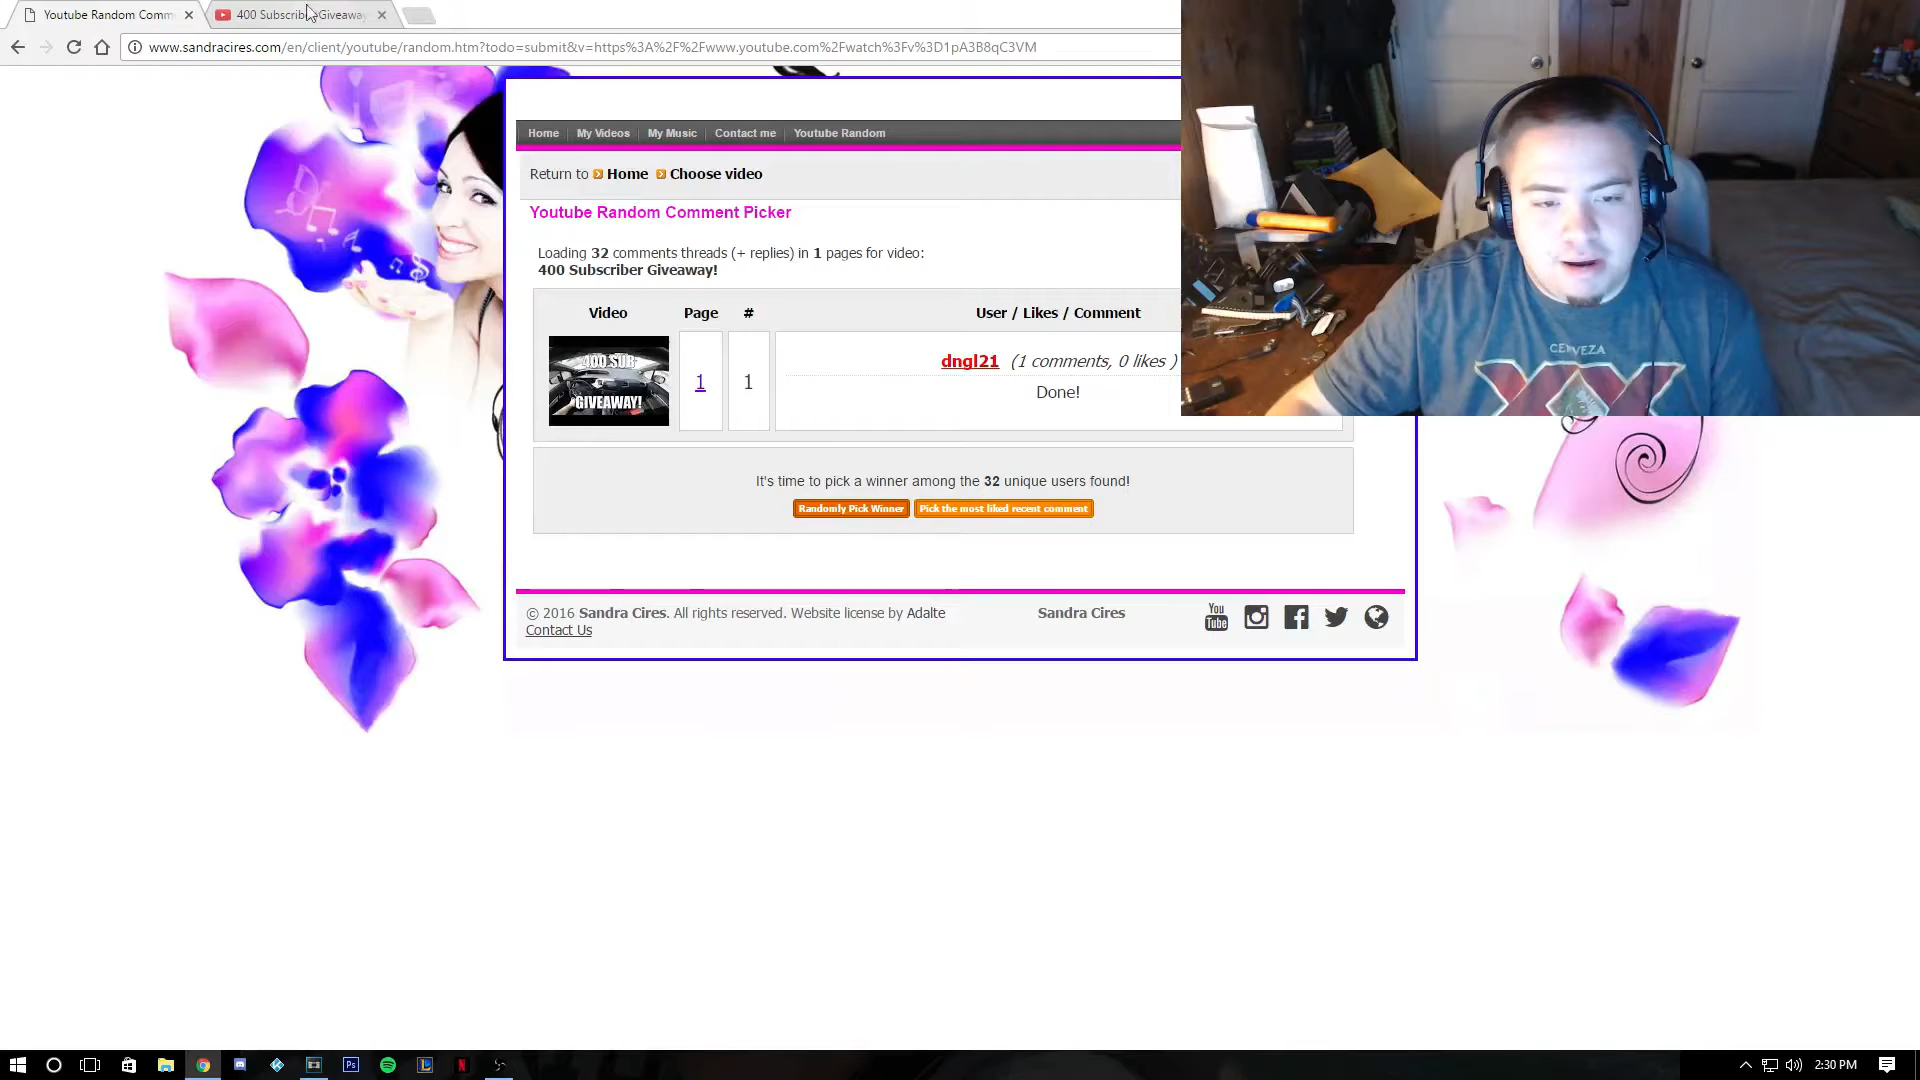 Youtube Random Comm
400 Subscriber Giveaway
www.sandracires.com/en/client/youtube/random.htm?todo=submit&v=https%3A%2F%2Fwww.youtube.com%2Fwatch%3Fv%3D1pA3B8qC3VM
Home My Videos My Music Contact me Youtube Random
Return to Home Choose video
Youtube Random Comment Picker
Loading 32 comments threads (+ replies) in 1 pages for video:
400 Subscriber Giveaway!
Video Page # User / Likes / Comment
400 SUB
GIVEAWAY!
1 1
dngl21 (1 comments, 0 likes )
Done!
It's time to pick a winner among the 32 unique users found!
Randomly Pick Winner Pick the most liked recent comment
© 2016 Sandra Cires. All rights reserved. Website license by Adalte
Contact Us
Sandra Cires
You
Tube
CERVEZA
XX
Ps
L
N
2:30 PM